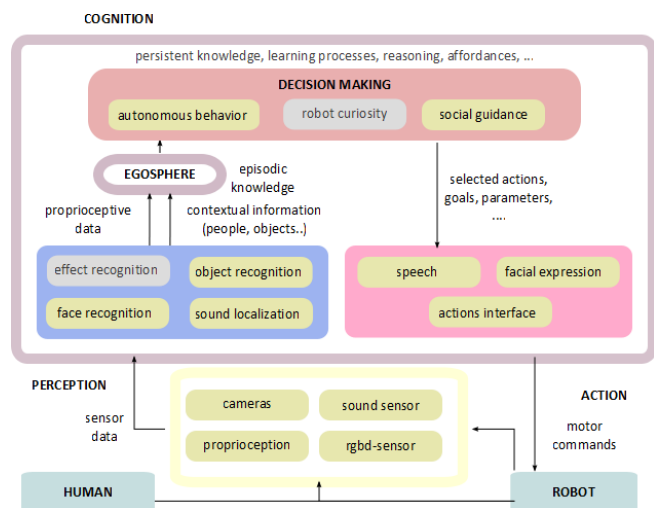 COGNITION
persistent knowledge, learning processes, reasoning, affordances, ...
DECISION MAKING
autonomous behavior
robot curiosity
social guidance
EGOSPHERE
episodic
knowledge
selected actions,
goals, parameters,
....
proprioceptive
data
contextual information
(people, objects..)
effect recognition
object recognition
face recognition
sound localization
speech
facial expression
actions interface
PERCEPTION
sensor
data
cameras
sound sensor
proprioception
rgbd-sensor
ACTION
motor
commands
HUMAN
ROBOT